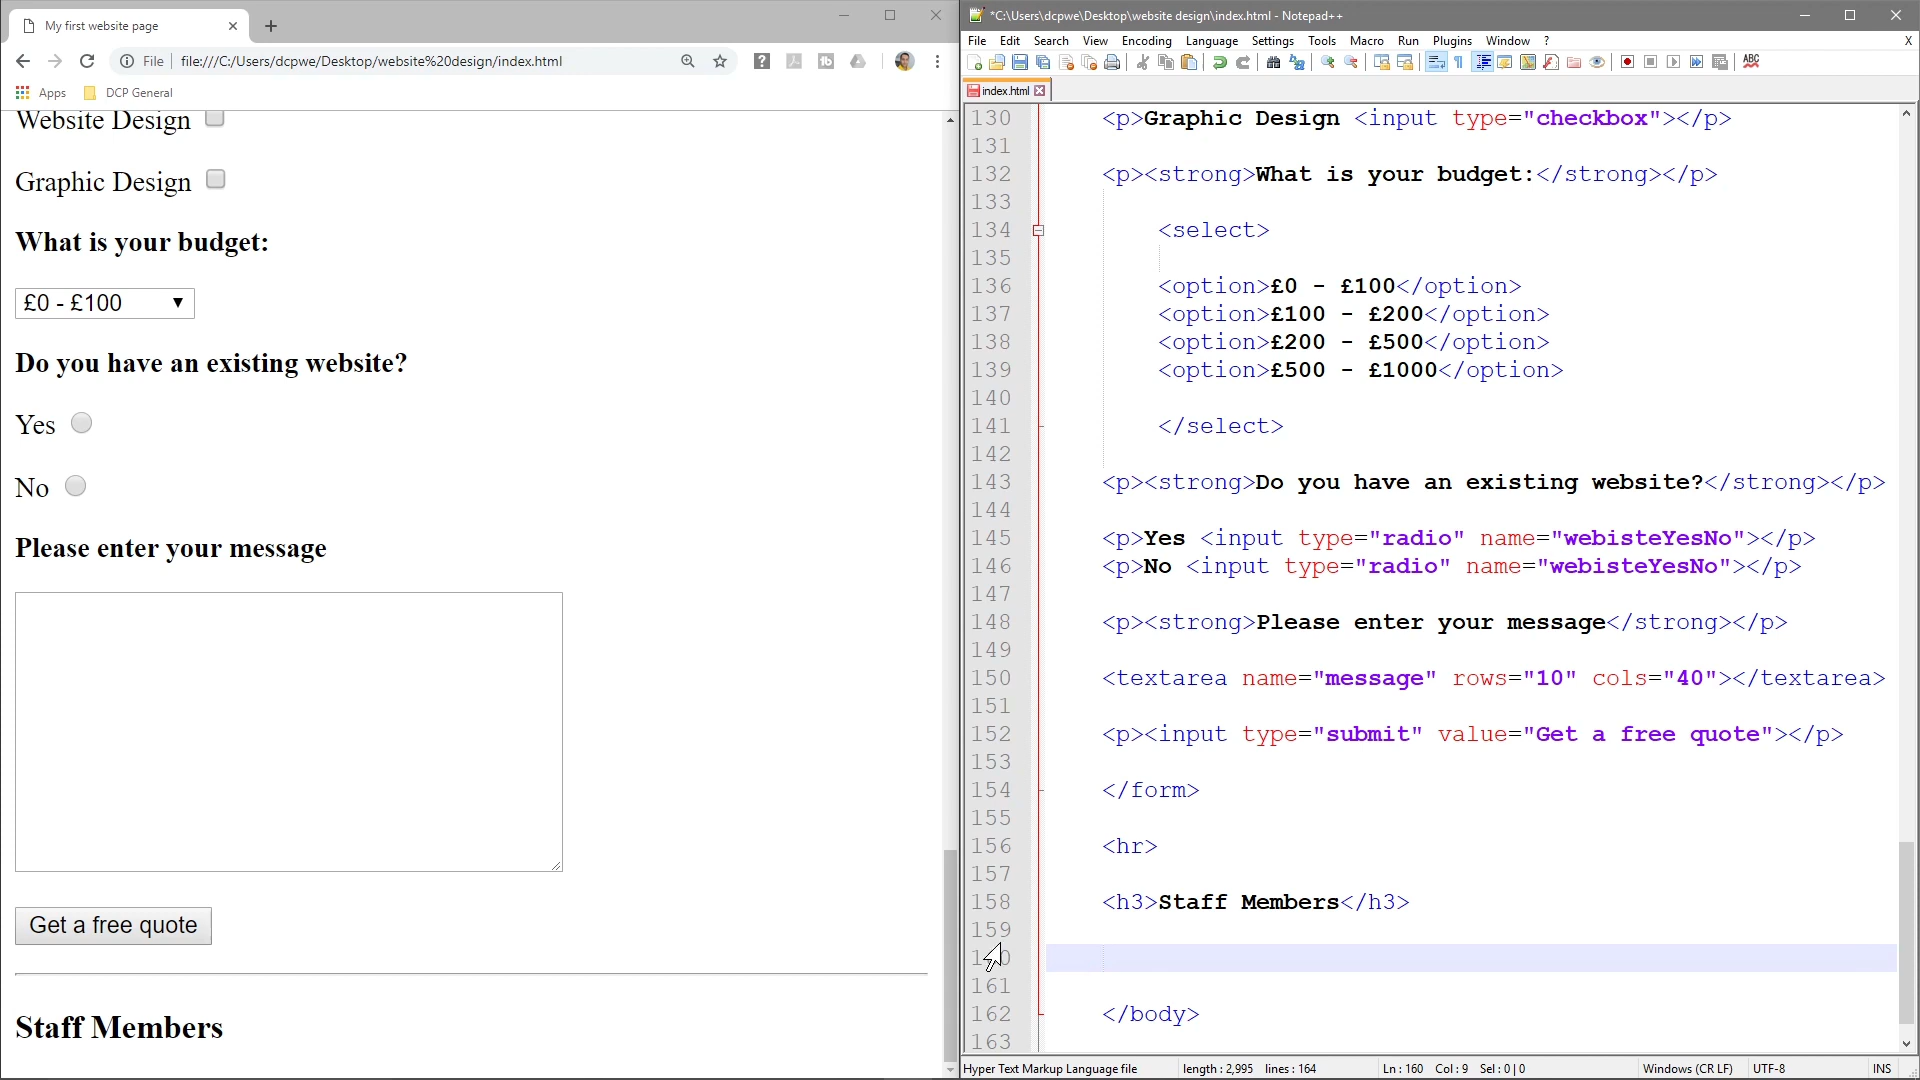 My first website page
File file:///C:/Users/dcpwe/Desktop/website%20design/index.html
Apps DCP General
Website Design
Graphic Design
What is your budget:
£0 - £100
Do you have an existing website?
Yes
No
Please enter your message
Get a free quote
Staff Members
*C:\Users\dcpwe\Desktop\website design\index.html - Notepad++
File Edit Search View Encoding Language Settings Tools Macro Run Plugins Window ? X
ABC
index.html
130 <p>Graphic Design <input type="checkbox"></p>
131
132 <p><strong>What is your budget:</strong></p>
133
134 <select>
135
136 <option>£0 - £100</option>
137 <option>£100 - £200</option>
138 <option>£200 - £500</option>
139 <option>£500 - £1000</option>
140
141 </select>
142
143 <p><strong>Do you have an existing website?</strong></p>
144
145 <p>Yes <input type="radio" name="webisteYesNo"></p>
146 <p>No <input type="radio" name="webisteYesNo"></p>
147
148 <p><strong>Please enter your message</strong></p>
149
150 <textarea name="message" rows="10" cols="40"></textarea>
151
152 <p><input type="submit" value="Get a free quote"></p>
153
154 </form>
155
156 <hr>
157
158 <h3>Staff Members</h3>
159
161
162 </body>
163
Hyper Text Markup Language file length : 2,995 lines : 164 Ln : 160 Col : 9 Sel : 0 | 0 Windows (CR LF) UTF-8 INS